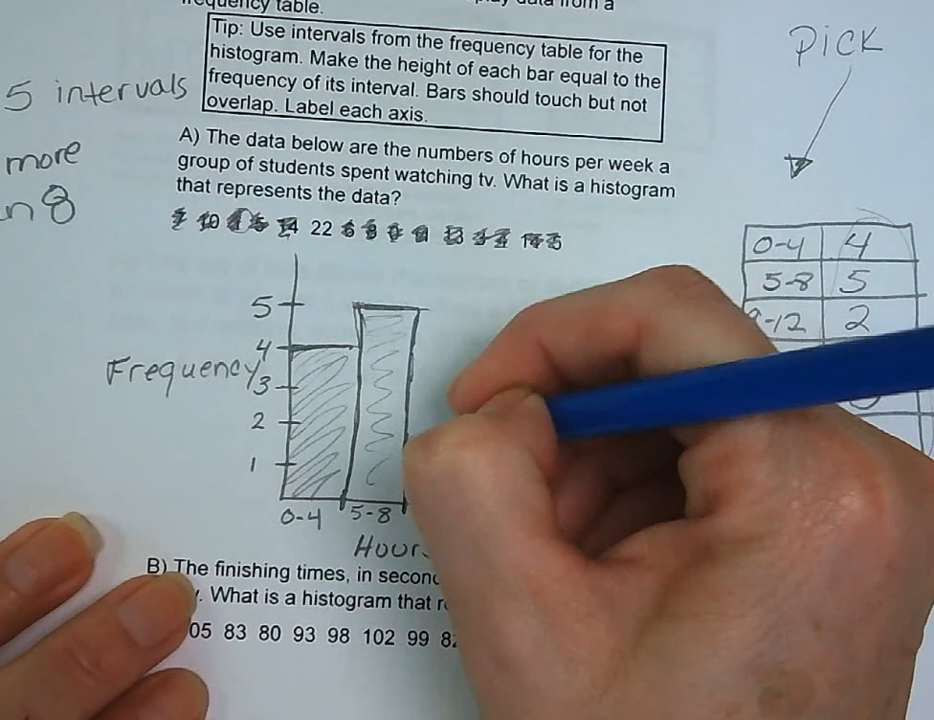 frequency table.
Tip: Use intervals from the frequency table for the
histogram. Make the height of each bar equal to the
frequency of its interval. Bars should touch but not
overlap. Label each axis.
PICK
5 intervals
more
n 8
A) The data below are the numbers of hours per week a
group of students spent watching tv. What is a histogram
that represents the data?
22
0-4 4
5-8 5
9-12 2
5
4
Frequency
3
2
1
0-4 5-8
Hours
B) The finishing times, in secon
. What is a histogram that r
05 83 80 93 98 102 99